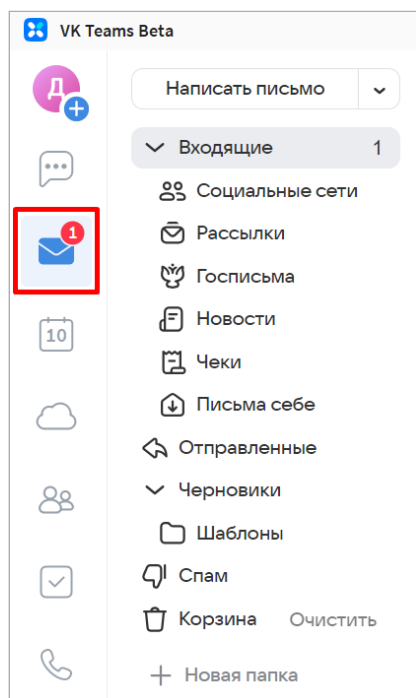 VK Teams Beta
Д
Написать письмо
Входящие 1
Социальные сети
1
Рассылки
Госписьма
10
Новости
Чеки
Письма себе
Отправленные
Черновики
Шаблоны
Спам
Корзина Очистить
Новая папка